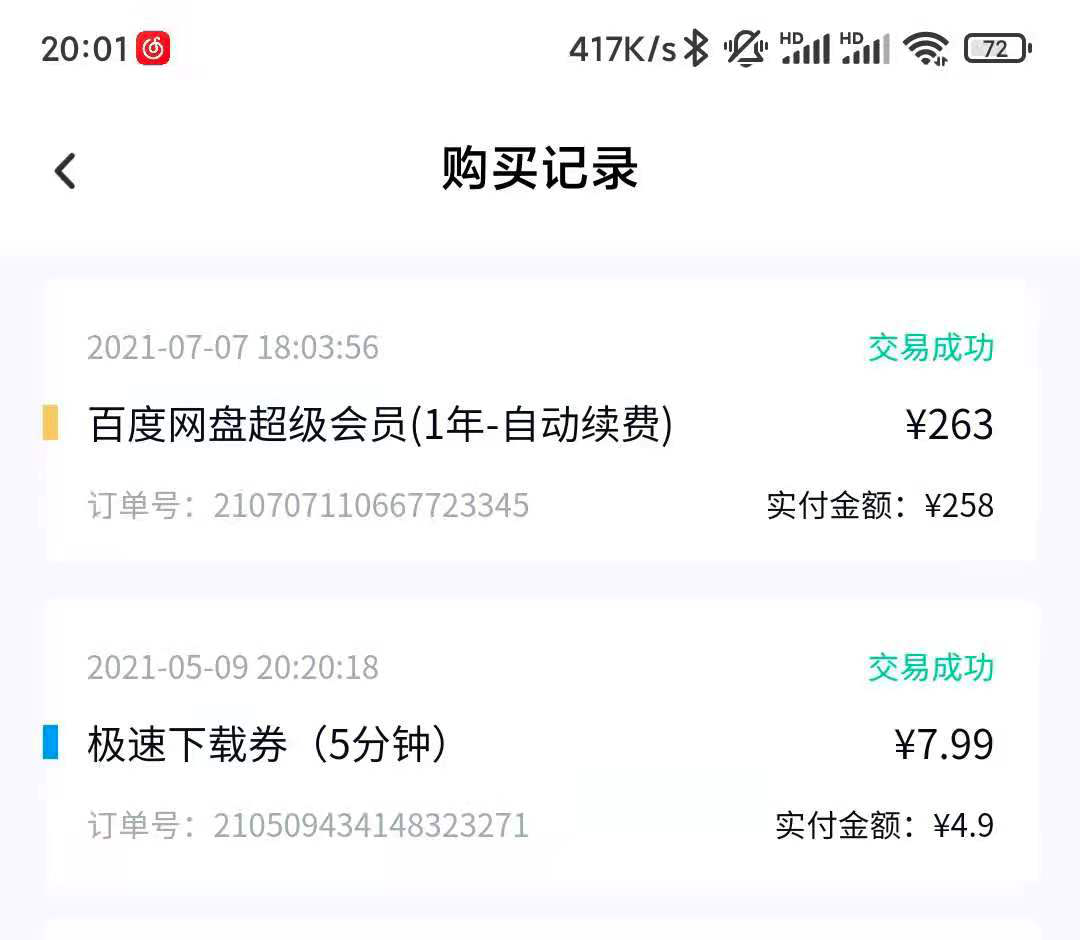 20:01 417K/s HD HD 72
购买记录
2021-07-07 18:03:56 交易成功
百度网盘超级会员(1年-自动续费) ¥263
订单号：210707110667723345 实付金额：¥258
2021-05-09 20:20:18 交易成功
极速下载券（5分钟） ¥7.99
订单号：210509434148323271 实付金额：¥4.9